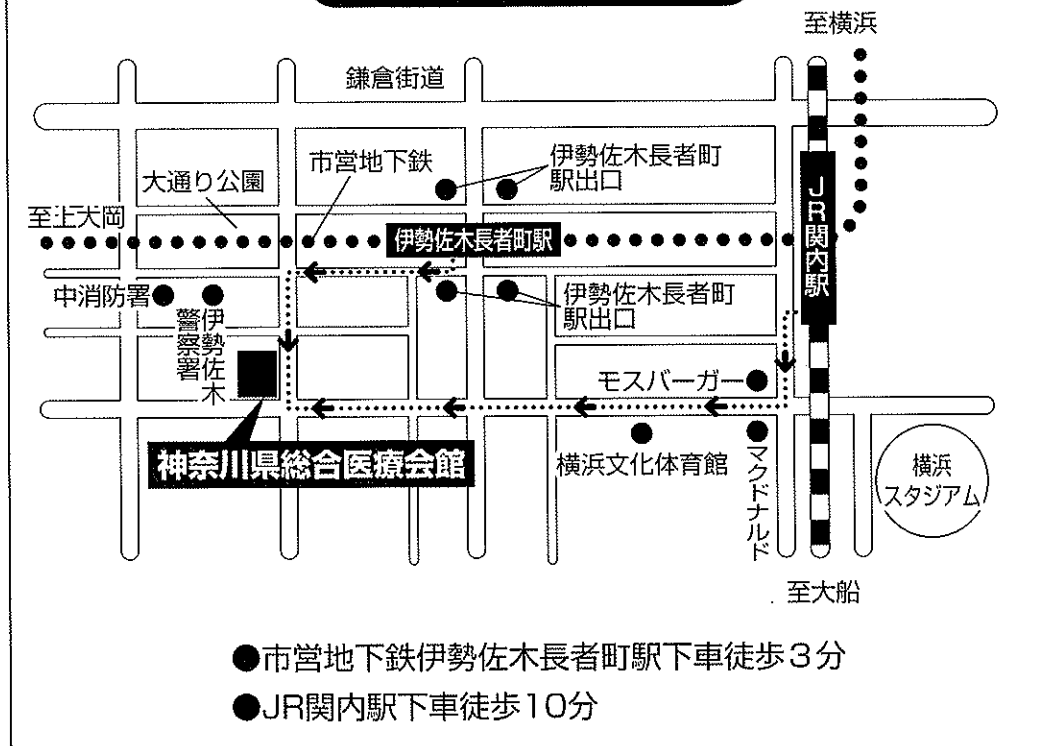 至横浜
鎌倉街道
伊勢佐木長者町
駅出口
市営地下鉄
大通り公園
至上大岡
伊勢佐木長者町駅
JR関内駅
中消防署
伊勢佐木
警察署
伊勢佐木長者町
駅出口
モスバーガー
神奈川県総合医療会館
横浜文化体育館
マクドナルド
横浜
スタジアム
至大船
●市営地下鉄伊勢佐木長者町駅下車徒歩3分
●JR関内駅下車徒歩10分